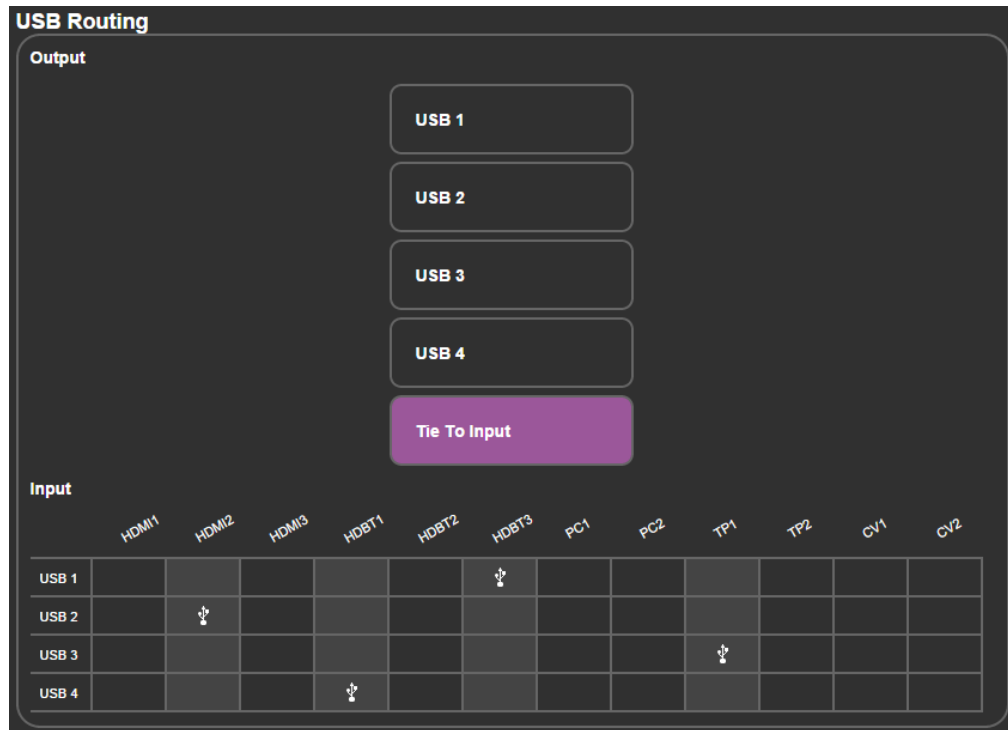 USB Routing
Output
USB 1
USB 2
USB 3
USB 4
Tie To Input
Input
HDMI1 HDMI2 HDMI3 HDBT1 HDBT2 HDBT3 PC1 PC2 TP1 TP2 CV1 CV2
USB 1
USB 2
USB 3
USB 4